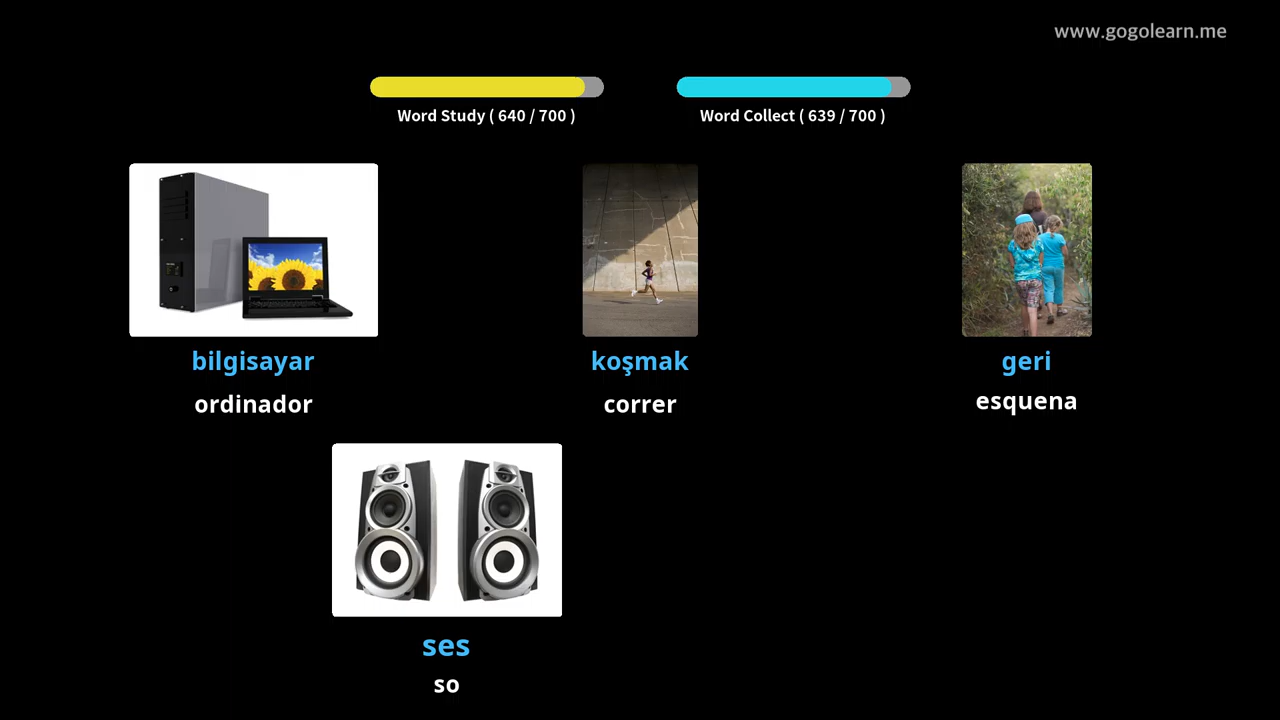 www.gogolearn.me
Word Study ( 640 / 700 )
Word Collect ( 639 / 700 )
bilgisayar
ordinador
koşmak
correr
geri
esquena
ses
so